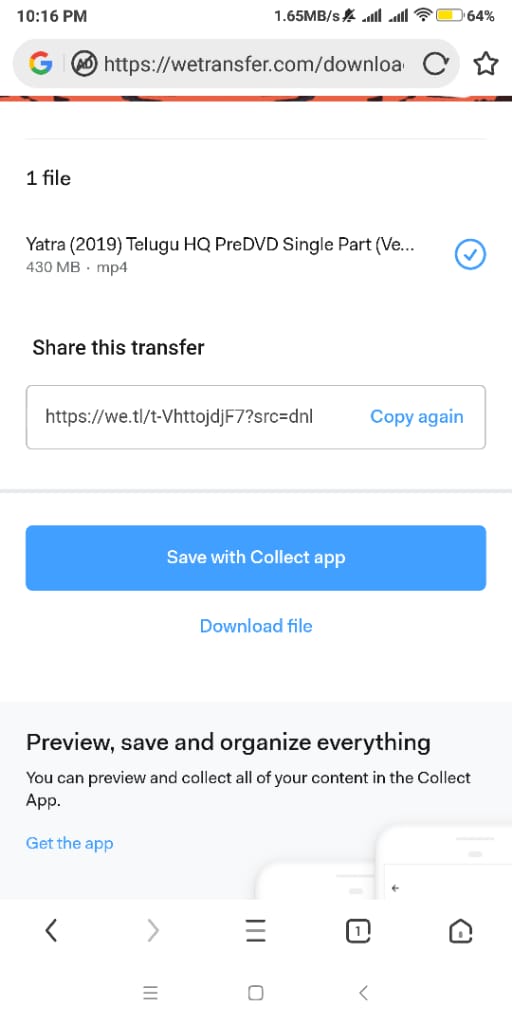 10:16 PM
1.65MB/s
64%
https://wetransfer.com/downloa
1 file
Yatra (2019) Telugu HQ PreDVD Single Part (Ve...
430 MB · mp4
Share this transfer
https://we.tl/t-VhttojdjF7?src=dnl
Copy again
Save with Collect app
Download file
Preview, save and organize everything
You can preview and collect all of your content in the Collect
App.
Get the app
1